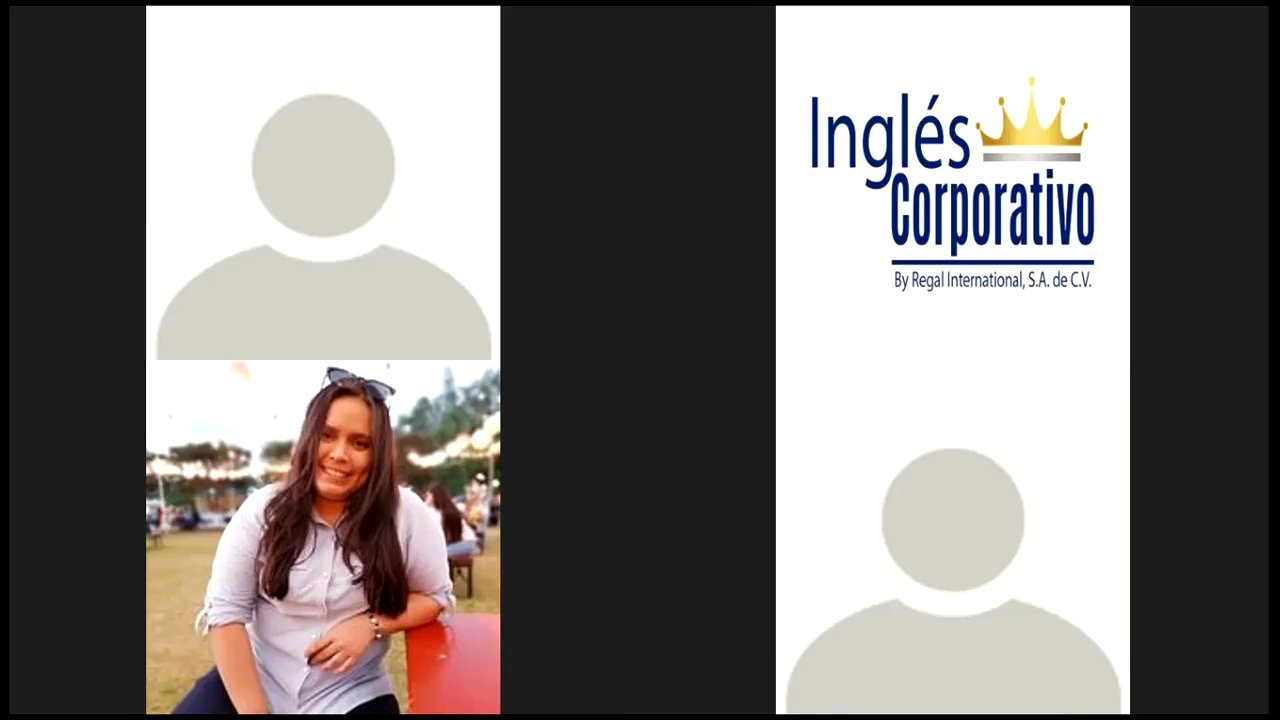 Inglés
Corporativo
By Regal International, S.A. de C.V.